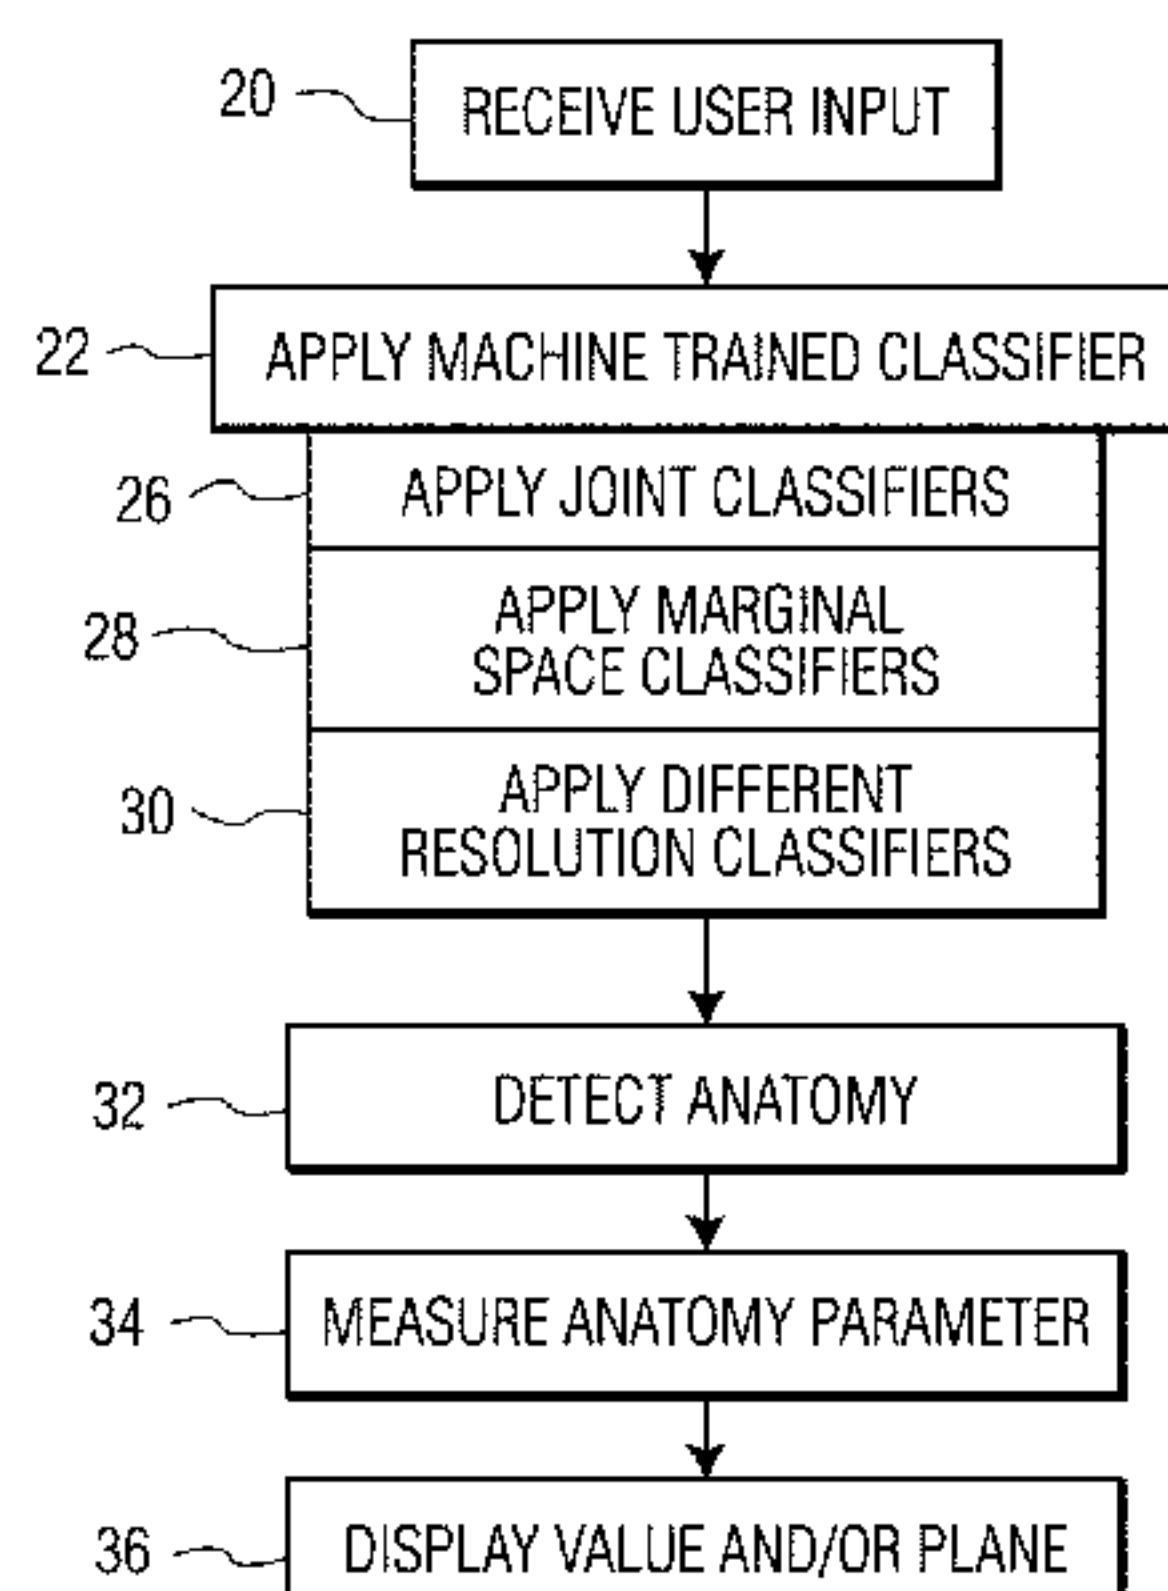 20 RECEIVE USER INPUT
22 APPLY MACHINE TRAINED CLASSIFIER
26 APPLY JOINT CLASSIFIERS
28 APPLY MARGINAL
SPACE CLASSIFIERS
30 APPLY DIFFERENT
RESOLUTION CLASSIFIERS
32 DETECT ANATOMY
34 MEASURE ANATOMY PARAMETER
36 DISPLAY VALUE AND/OR PLANE